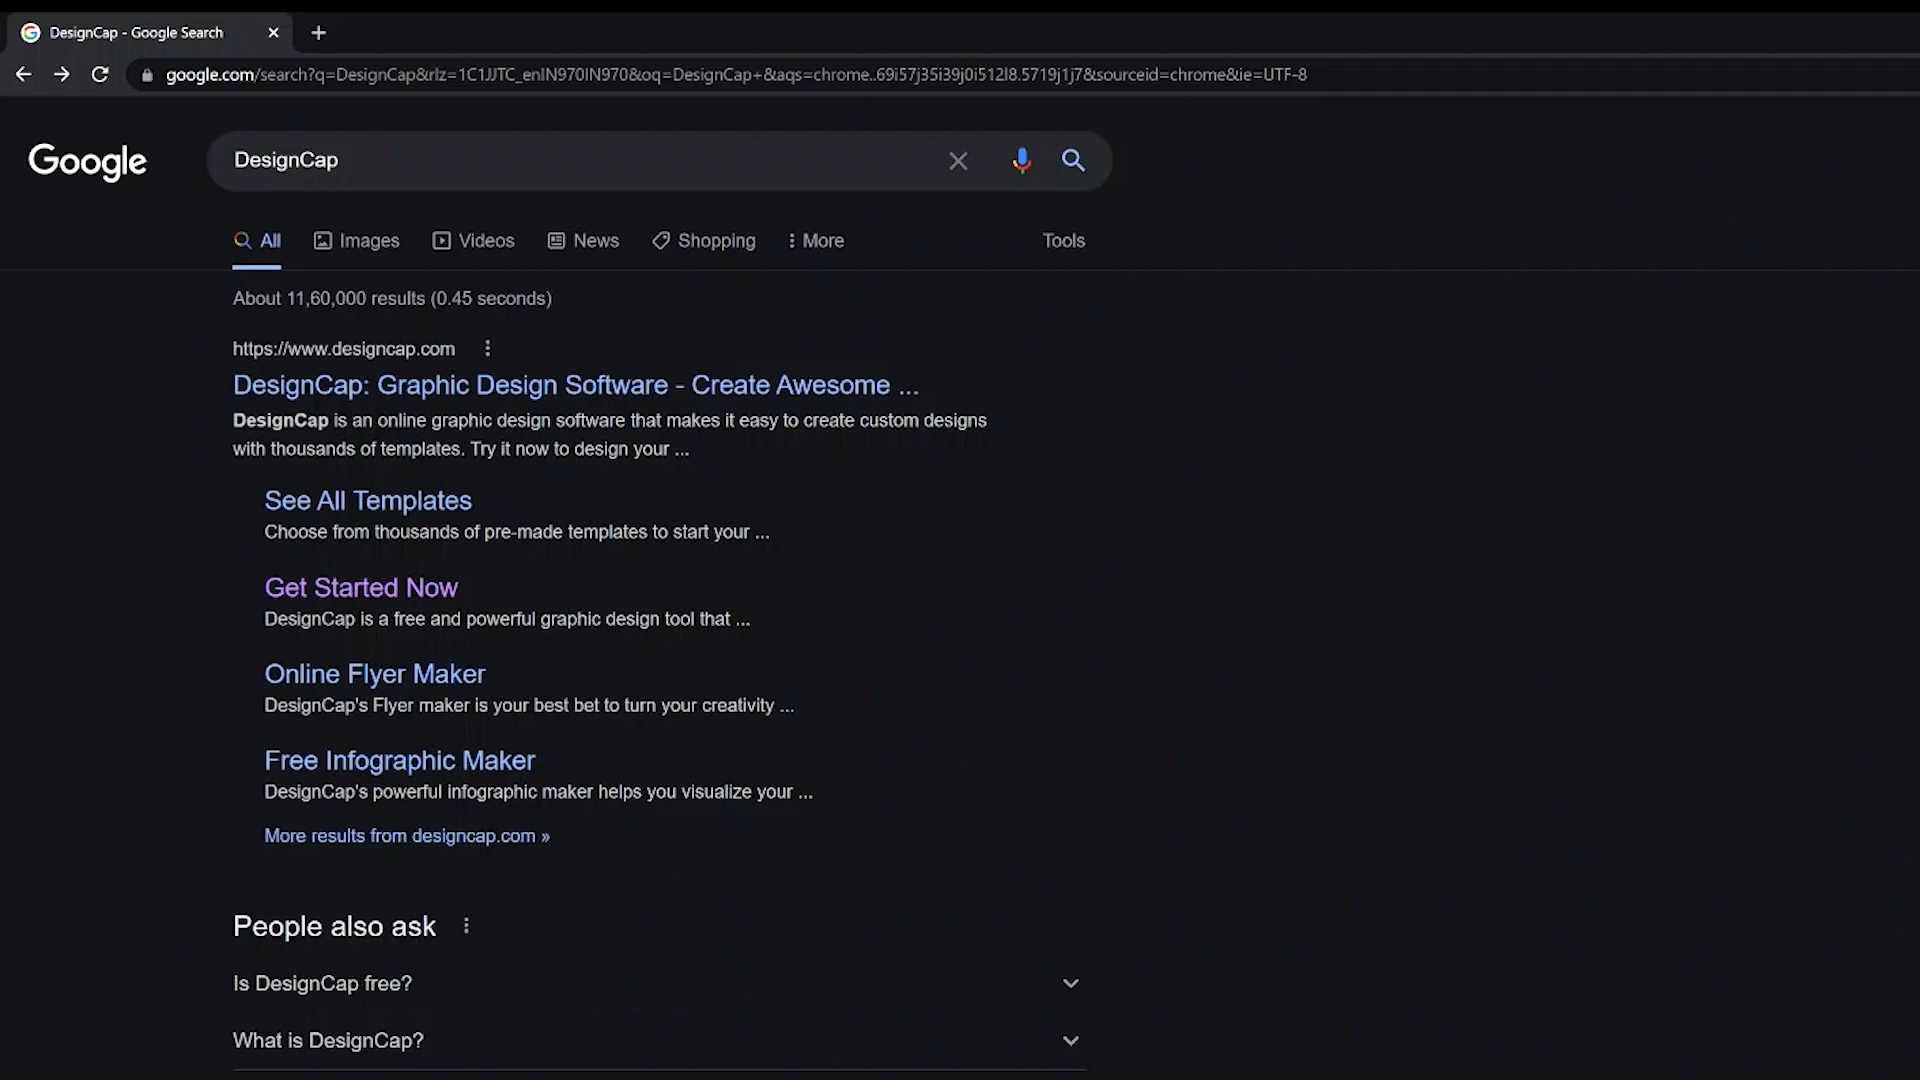 DesignCap - Google Search
google.com/search?q=DesignCap&rlz=1C1JJTC_enIN970IN970&oq=DesignCap+&aqs=chrome..69i57j35i39j0i512l8.5719j1j7&sourceid=chrome&ie=UTF-8
Google
DesignCap
All Images Videos News Shopping More Tools
About 11,60,000 results (0.45 seconds)
https://www.designcap.com
DesignCap: Graphic Design Software - Create Awesome ...
DesignCap is an online graphic design software that makes it easy to create custom designs
with thousands of templates. Try it now to design your ...
See All Templates
Choose from thousands of pre-made templates to start your ...
Get Started Now
DesignCap is a free and powerful graphic design tool that ...
Online Flyer Maker
DesignCap's Flyer maker is your best bet to turn your creativity ...
Free Infographic Maker
DesignCap's powerful infographic maker helps you visualize your ...
More results from designcap.com »
People also ask
Is DesignCap free?
What is DesignCap?